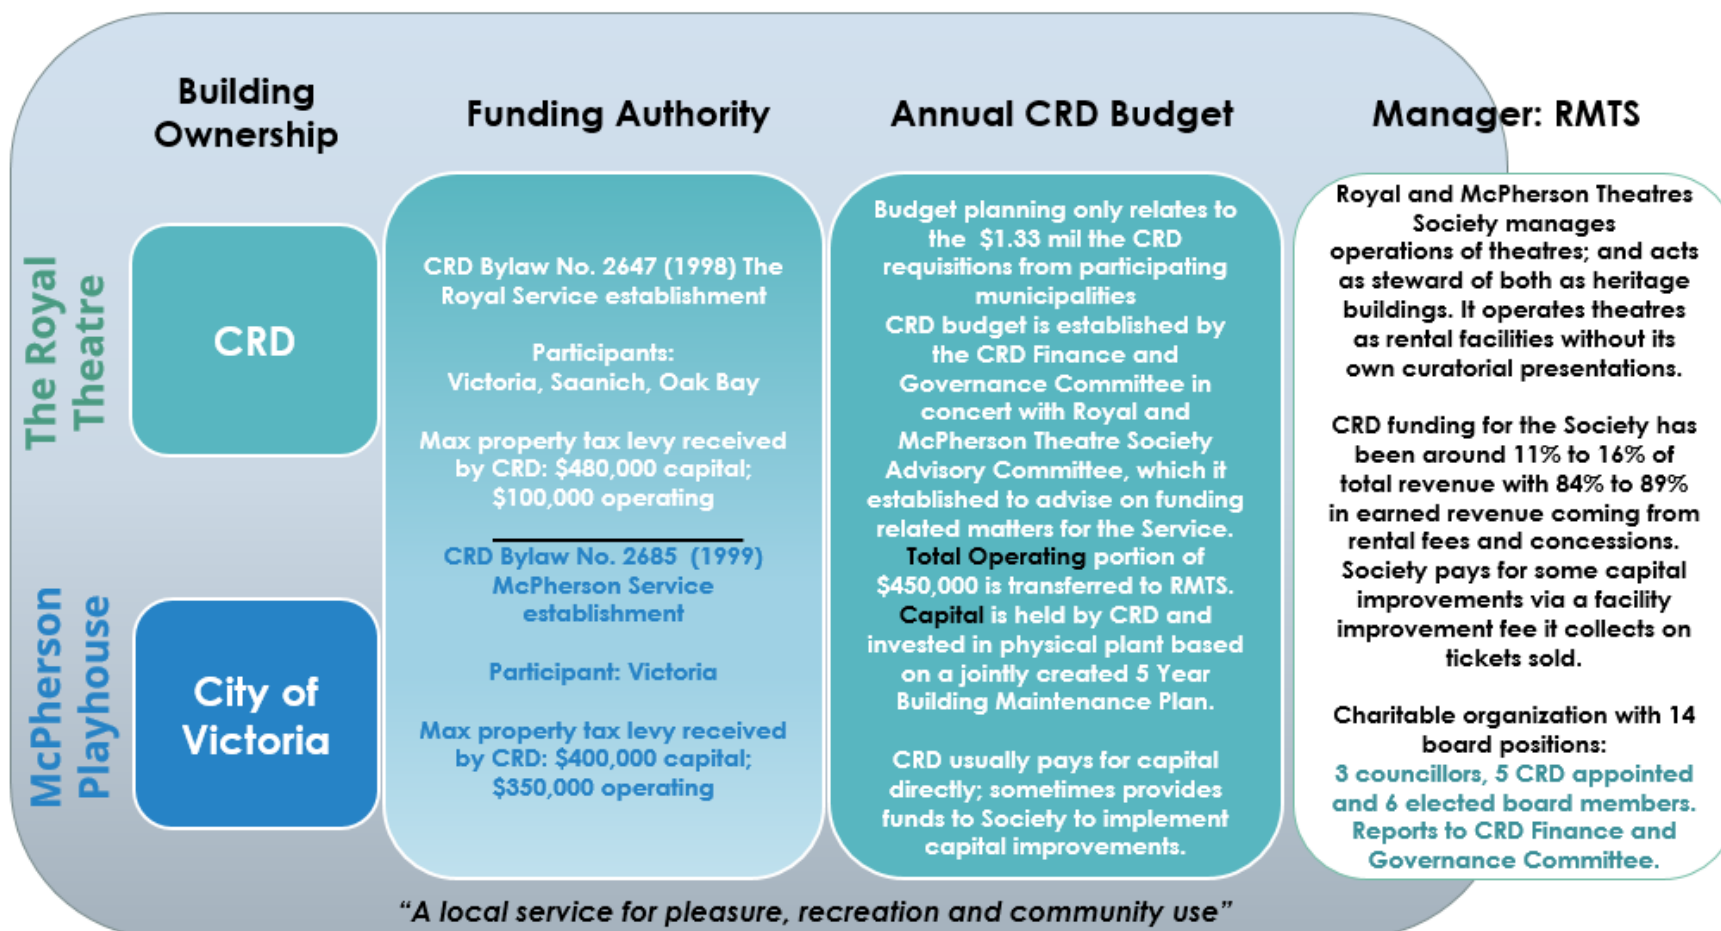 Building
Ownership
Funding Authority
Annual CRD Budget
Manager: RMTS
The Royal
Theatre
CRD
McPherson
Playhouse
City of
Victoria
CRD Bylaw No. 2647 (1998) The
Royal Service establishment
Participants:
Victoria, Saanich, Oak Bay
Max property tax levy received
by CRD: $480,000 capital;
$100,000 operating
CRD Bylaw No. 2685 (1999)
McPherson Service
establishment
Participant: Victoria
Max property tax levy received
by CRD: $400,000 capital;
$350,000 operating
Budget planning only relates to
the $1.33 mil the CRD
requisitions from participating
municipalities
CRD budget is established by
the CRD Finance and
Governance Committee in
concert with Royal and
McPherson Theatre Society
Advisory Committee, which it
established to advise on funding
related matters for the Service.
Total Operating portion of
$450,000 is transferred to RMTS.
Capital is held by CRD and
invested in physical plant based
on a jointly created 5 Year
Building Maintenance Plan.
CRD usually pays for capital
directly; sometimes provides
funds to Society to implement
capital improvements.
Royal and McPherson Theatres
Society manages
operations of theatres; and acts
as steward of both as heritage
buildings. It operates theatres
as rental facilities without its
own curatorial presentations.
CRD funding for the Society has
been around 11% to 16% of
total revenue with 84% to 89%
in earned revenue coming from
rental fees and concessions.
Society pays for some capital
improvements via a facility
improvement fee it collects on
tickets sold.
Charitable organization with 14
board positions:
3 councillors, 5 CRD appointed
and 6 elected board members.
Reports to CRD Finance and
Governance Committee.
“A local service for pleasure, recreation and community use”